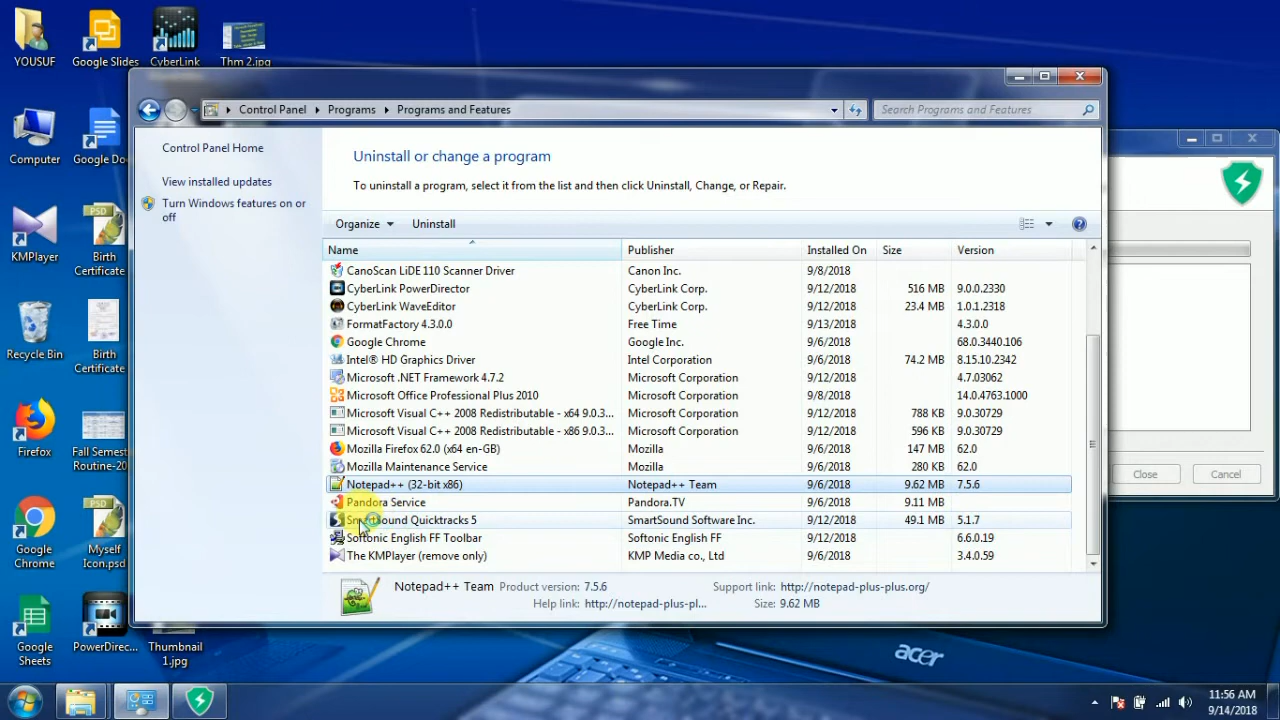 YOUSUF
Google Slides
CyberLink
Thm 2.jpg
Computer
Google Doc
KMPlayer
Birth
Certificate
Recycle Bin
Birth
Certificate
Firefox
Fall Semes
Routine-20
Google
Chrome
Myself
Icon.psd
Google
Sheets
PowerDirec...
Thumbnail
1.jpg
PSD
PSD
Control Panel
Programs
Programs and Features
Search Programs and Features
Control Panel Home
View installed updates
Turn Windows features on or
off
Uninstall or change a program
To uninstall a program, select it from the list and then click Uninstall, Change, or Repair.
Organize Uninstall
Name Publisher Installed On Size Version
CanoScan LiDE 110 Scanner Driver Canon Inc. 9/8/2018
CyberLink PowerDirector CyberLink Corp. 9/12/2018 516 MB 9.0.0.2330
CyberLink WaveEditor CyberLink Corp. 9/12/2018 23.4 MB 1.0.1.2318
FormatFactory 4.3.0.0 Free Time 9/13/2018 4.3.0.0
Google Chrome Google Inc. 9/6/2018 68.0.3440.106
Intel® HD Graphics Driver Intel Corporation 9/6/2018 74.2 MB 8.15.10.2342
Microsoft .NET Framework 4.7.2 Microsoft Corporation 9/12/2018 4.7.03062
Microsoft Office Professional Plus 2010 Microsoft Corporation 9/8/2018 14.0.4763.1000
Microsoft Visual C++ 2008 Redistributable - x64 9.0.3... Microsoft Corporation 9/12/2018 788 KB 9.0.30729
Microsoft Visual C++ 2008 Redistributable - x86 9.0.3... Microsoft Corporation 9/12/2018 596 KB 9.0.30729
Mozilla Firefox 62.0 (x64 en-GB) Mozilla 9/6/2018 147 MB 62.0
Mozilla Maintenance Service Mozilla 9/6/2018 280 KB 62.0
Notepad++ (32-bit x86) Notepad++ Team 9/6/2018 9.62 MB 7.5.6
Pandora Service Pandora.TV 9/6/2018 9.11 MB
SmartSound Quicktracks 5 SmartSound Software Inc. 9/12/2018 49.1 MB 5.1.7
Softonic English FF Toolbar Softonic English FF 9/12/2018 6.6.0.19
The KMPlayer (remove only) KMP Media co., Ltd 9/6/2018 3.4.0.59
Notepad++ Team Product version: 7.5.6 Support link: http://notepad-plus-plus.org/
Help link: http://notepad-plus-pl... Size: 9.62 MB
Close Cancel
acer
11:56 AM
9/14/2018